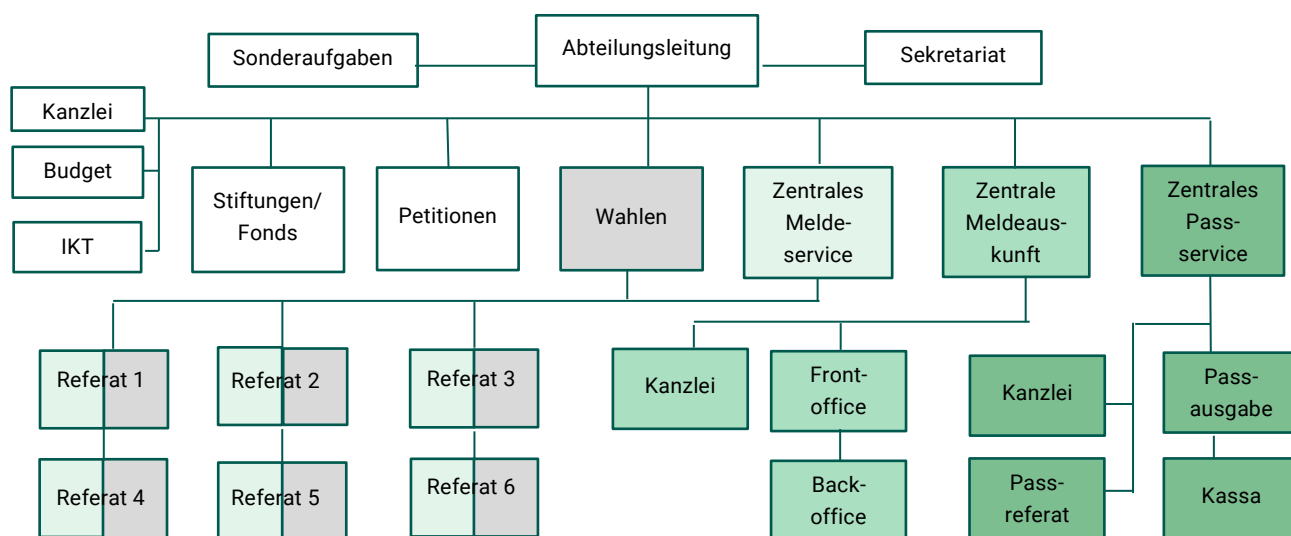 Sonderaufgaben
Abteilungsleitung
Sekretariat
Kanzlei
Budget
IKT
Stiftungen/
Fonds
Petitionen
Wahlen
Zentrales
Melde-
service
Zentrale
Meldeaus-
kunft
Zentrales
Pass-
service
Referat 1
Referat 2
Referat 3
Kanzlei
Front-
office
Kanzlei
Pass-
ausgabe
Referat 4
Referat 5
Referat 6
Back-
office
Pass-
referat
Kassa